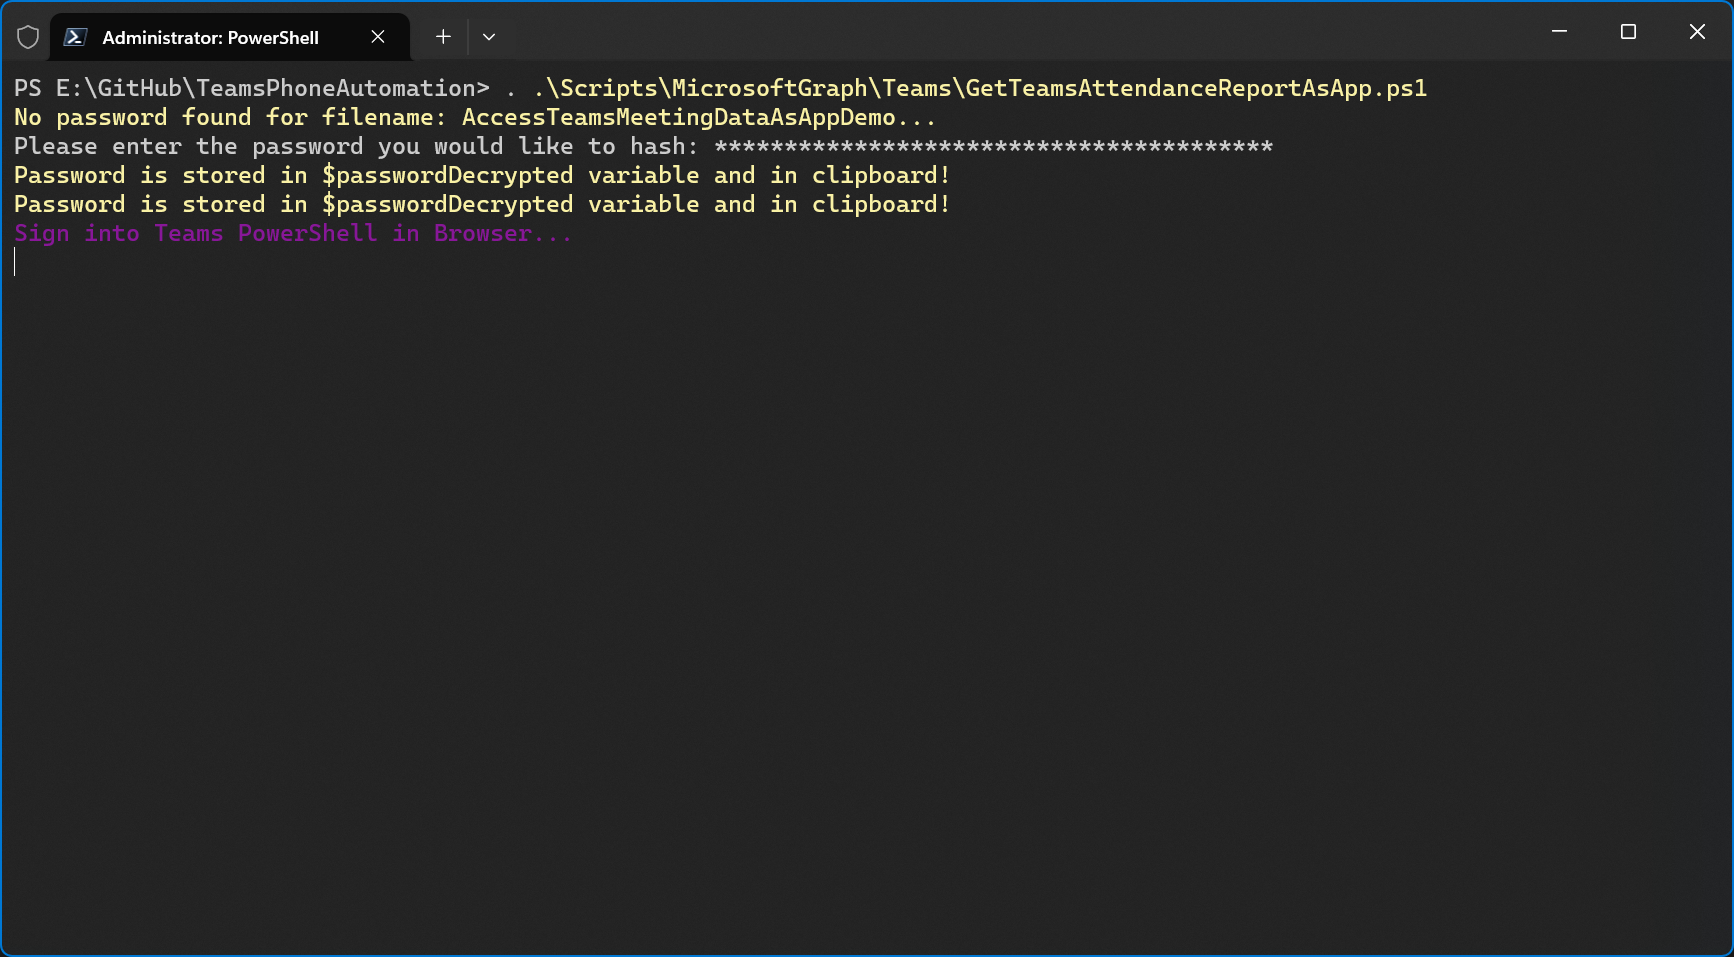 Administrator: PowerShell
PS E:\GitHub\TeamsPhoneAutomation> . .\Scripts\MicrosoftGraph\Teams\GetTeamsAttendanceReportAsApp.ps1
No password found for filename: AccessTeamsMeetingDataAsAppDemo...
Please enter the password you would like to hash: ****************************************
Password is stored in $passwordDecrypted variable and in clipboard!
Password is stored in $passwordDecrypted variable and in clipboard!
Sign into Teams PowerShell in Browser...